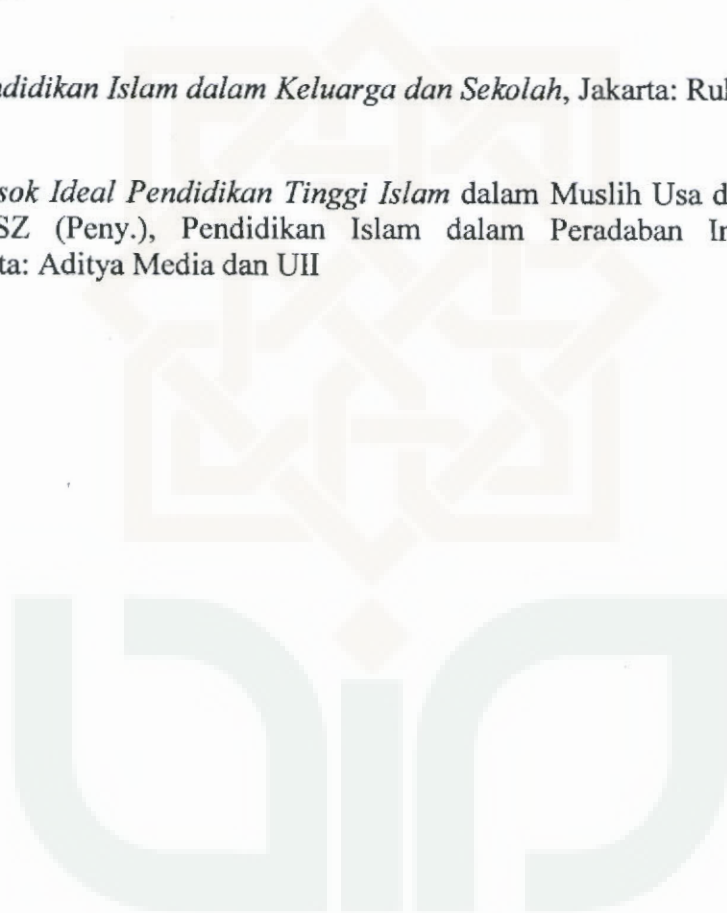 ndidikan Islam dalam Keluarga dan Sekolah, Jakarta: Rul
sok Ideal Pendidikan Tinggi Islam dalam Muslih Usa d
SZ (Peny.), Pendidikan Islam dalam Peradaban In
ta: Aditya Media dan UII